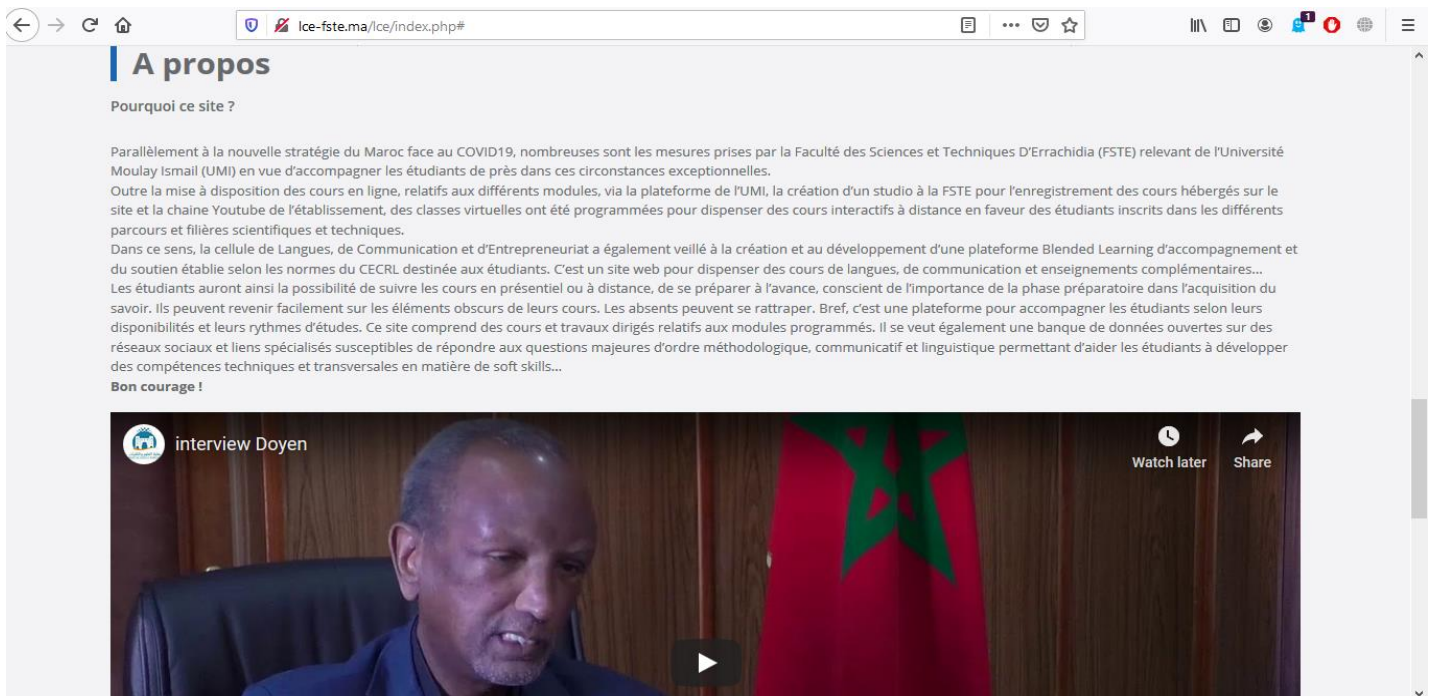 lce-fste.ma/lce/index.php#
1
A propos
Pourquoi ce site ?
Parallèlement à la nouvelle stratégie du Maroc face au COVID19, nombreuses sont les mesures prises par la Faculté des Sciences et Techniques D’Errachidia (FSTE) relevant de l’Université
Moulay Ismail (UMI) en vue d’accompagner les étudiants de près dans ces circonstances exceptionnelles.
Outre la mise à disposition des cours en ligne, relatifs aux différents modules, via la plateforme de l’UMI, la création d’un studio à la FSTE pour l’enregistrement des cours hébergés sur le
site et la chaine Youtube de l’établissement, des classes virtuelles ont été programmées pour dispenser des cours interactifs à distance en faveur des étudiants inscrits dans les différents
parcours et filières scientifiques et techniques.
Dans ce sens, la cellule de Langues, de Communication et d’Entrepreneuriat a également veillé à la création et au développement d’une plateforme Blended Learning d’accompagnement et
du soutien établie selon les normes du CECRL destinée aux étudiants. C’est un site web pour dispenser des cours de langues, de communication et enseignements complémentaires...
Les étudiants auront ainsi la possibilité de suivre les cours en présentiel ou à distance, de se préparer à l’avance, conscient de l’importance de la phase préparatoire dans l’acquisition du
savoir. Ils peuvent revenir facilement sur les éléments obscurs de leurs cours. Les absents peuvent se rattraper. Bref, c’est une plateforme pour accompagner les étudiants selon leurs
disponibilités et leurs rythmes d’études. Ce site comprend des cours et travaux dirigés relatifs aux modules programmés. Il se veut également une banque de données ouvertes sur des
réseaux sociaux et liens spécialisés susceptibles de répondre aux questions majeures d’ordre méthodologique, communicatif et linguistique permettant d’aider les étudiants à développer
des compétences techniques et transversales en matière de soft skills...
Bon courage !
interview Doyen
Watch later
Share